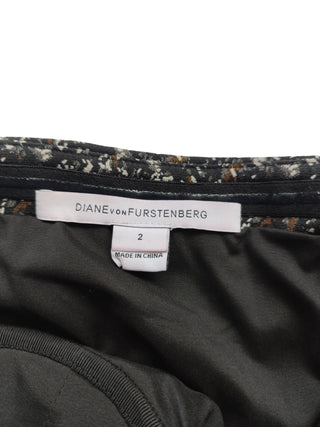 DIANE VON FURSTENBERG
2
MADE IN CHINA